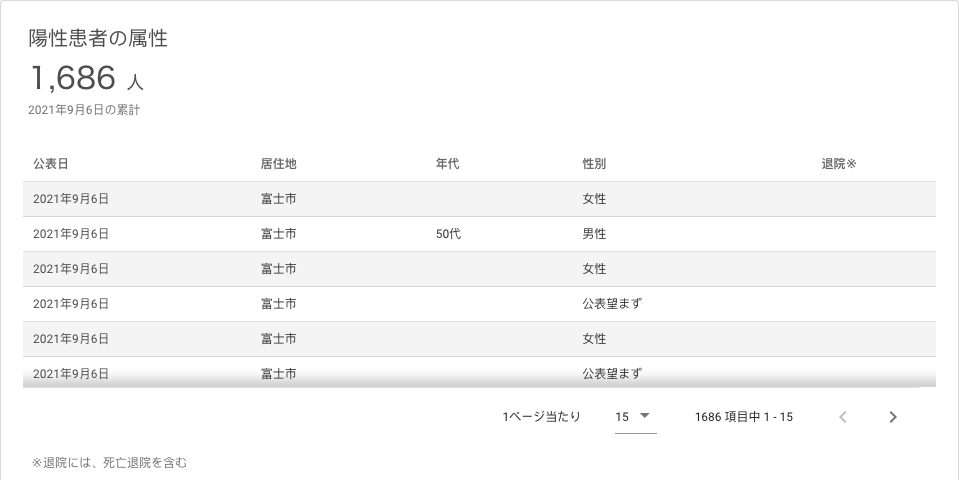 陽性患者の属性
1,686 人
2021年9月6日の累計
公表日 居住地 年代 性別 退院※
2021年9月6日 富士市 女性
2021年9月6日 富士市 50代 男性
2021年9月6日 富士市 女性
2021年9月6日 富士市 公表望まず
2021年9月6日 富士市 女性
2021年9月6日 富士市 公表望まず
1ページ当たり 15 1686 項目中 1 - 15
※退院には、死亡退院を含む